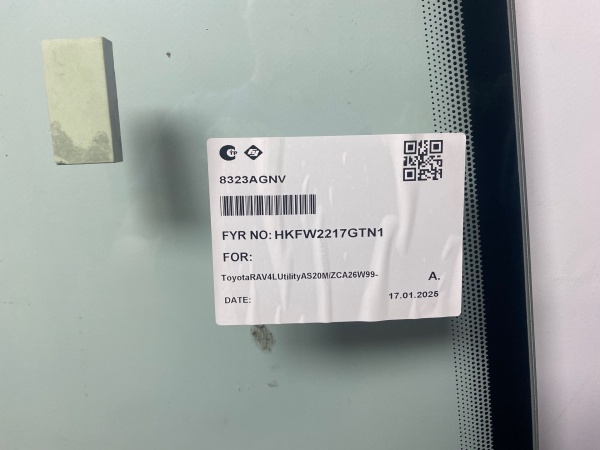 8323AGNV
FYR NO: HKFW2217GTN1
FOR:
ToyotaRAV4LUtilityAS20M/ZCA26W99-
A.
DATE:
17.01.2025